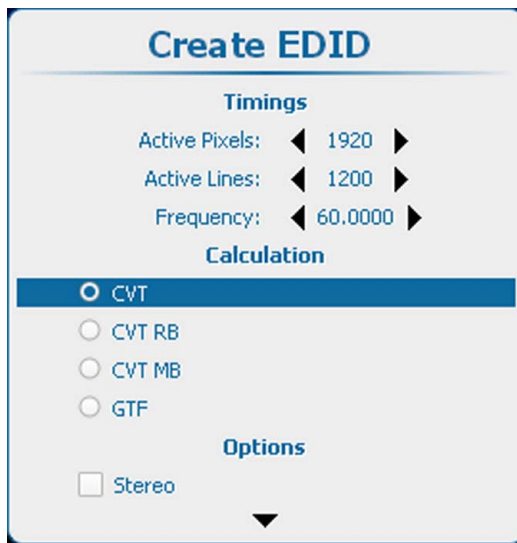 Create EDID
Timings
Active Pixels: 1920
Active Lines: 1200
Frequency: 60.0000
Calculation
CVT
CVT RB
CVT MB
GTF
Options
Stereo